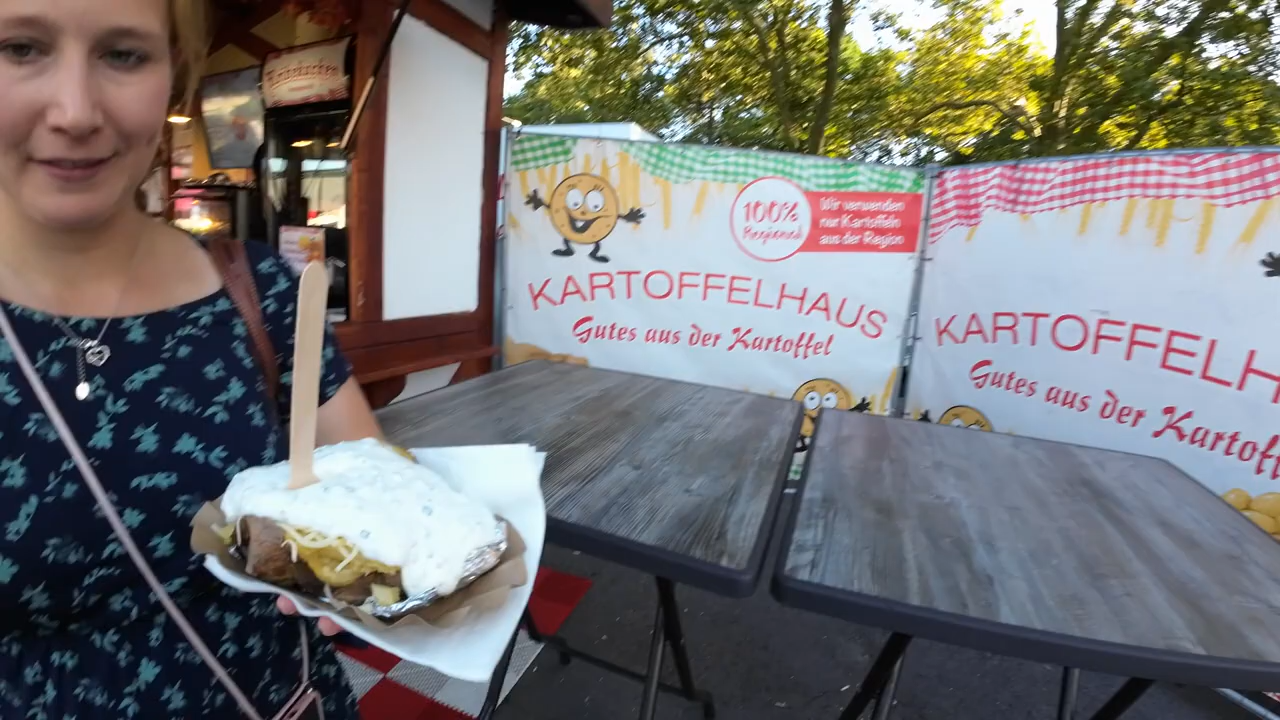 100%
Regional
Wir verwenden
nur Kartoffeln
aus der Region
KARTOFFELHAUS
Gutes aus der Kartoffel
KARTOFFELH
Gutes aus der Kartoff